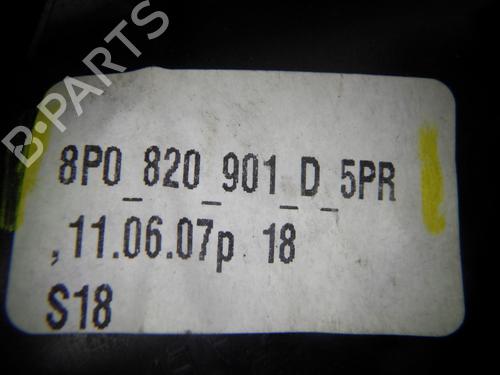 B-PARTS
8P0_820_901_D_5PR
, 11.06.07p 18
S18